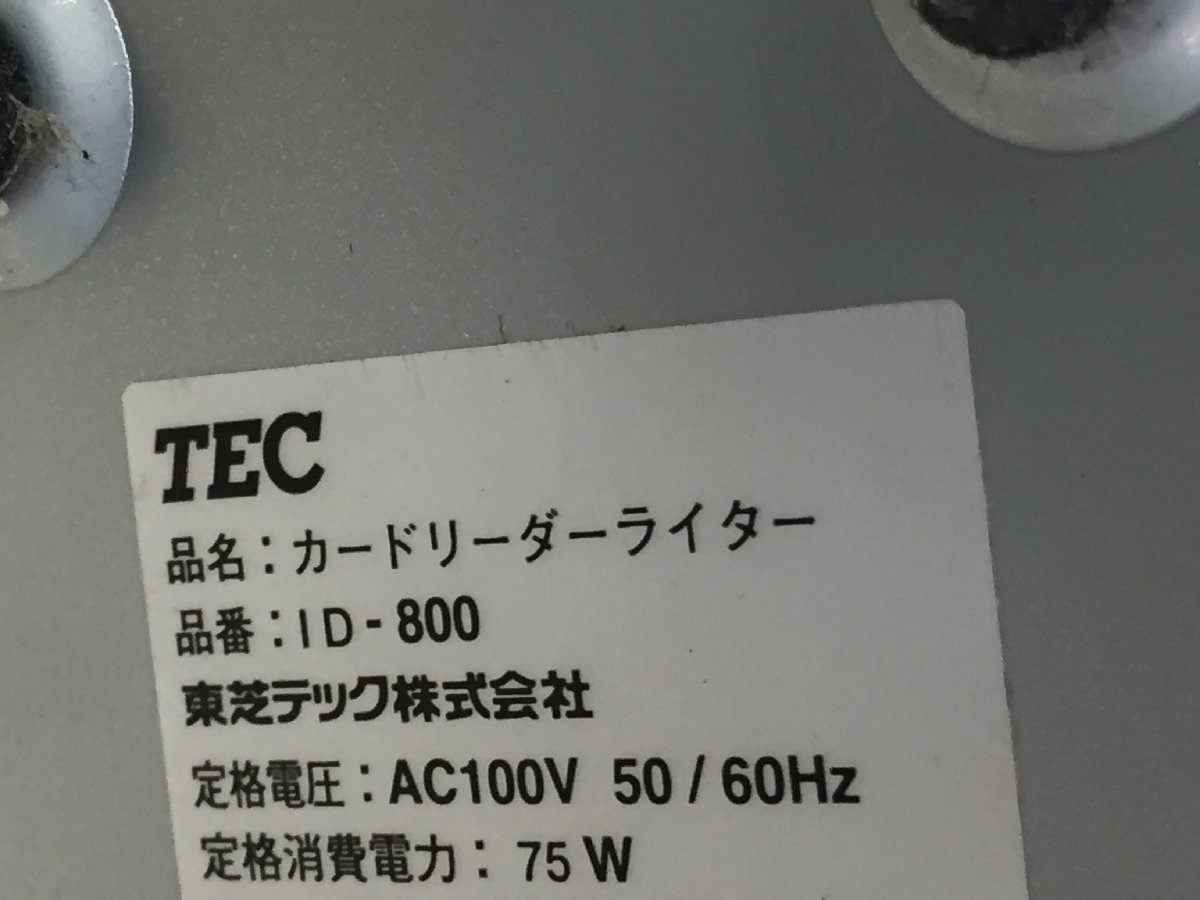 TEC
品名：カードリーダーライター
品番：ID-800
東芝テック株式会社
定格電圧：AC100V 50/60Hz
定格消費電力：75W